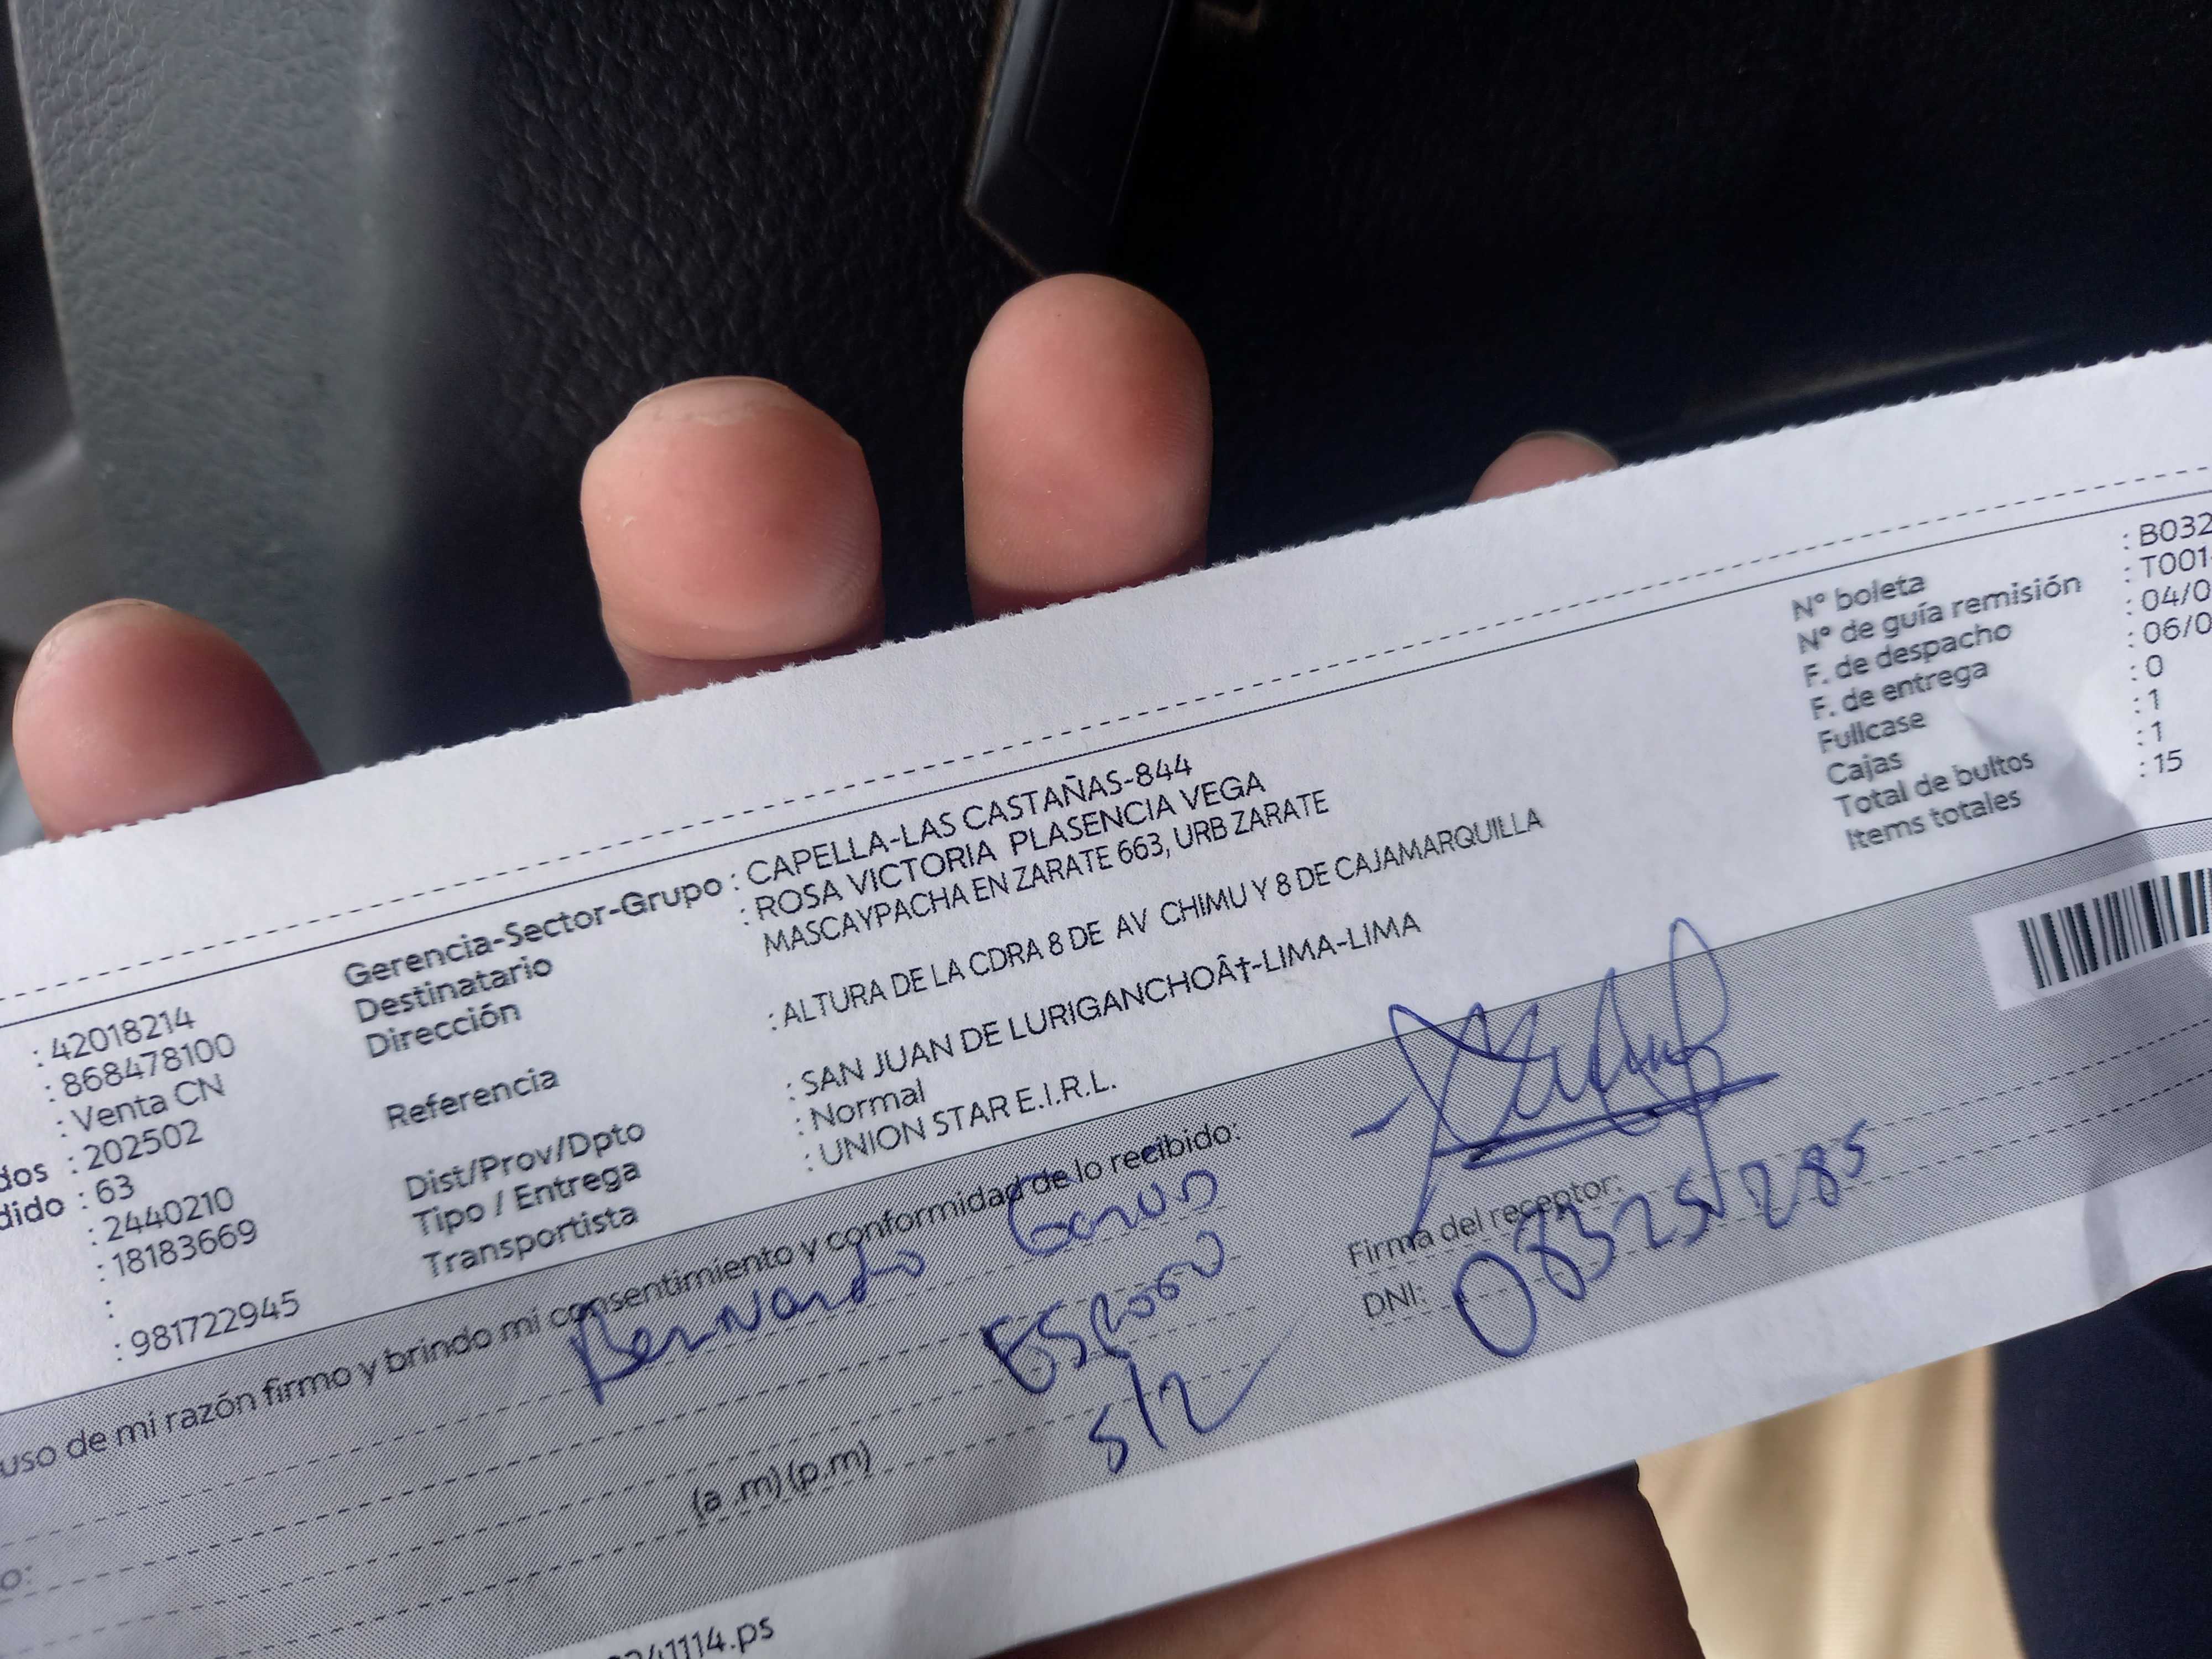 : 42018214
: 868478100
: Venta CN
dos : 202502
dido : 63
: 2440210
: 18183669
:
: 981722945
Gerencia-Sector-Grupo : CAPELLA-LAS CASTAÑAS-844
Destinatario : ROSA VICTORIA PLASENCIA VEGA
Dirección MASCAYPACHA EN ZARATE 663, URB ZARATE
Referencia : ALTURA DE LA CDRA 8 DE AV CHIMU Y 8 DE CAJAMARQUILLA
Dist/Prov/Dpto : SAN JUAN DE LURIGANCHOÂ†-LIMA-LIMA
Tipo / Entrega : Normal
Transportista : UNION STAR E.I.R.L.
N° boleta : B032
N° de guía remisión : T001-
F. de despacho : 04/0
F. de entrega : 06/0
Fullcase : 0
Cajas : 1
Total de bultos : 1
Items totales : 15
uso de mi razón firmo y brindo mi consentimiento y conformidad de lo recibido:
Bernardo
Esposo
5/2
(a .m) (p.m)
o:
Firma del receptor:
DNI: 08525285
241114.ps